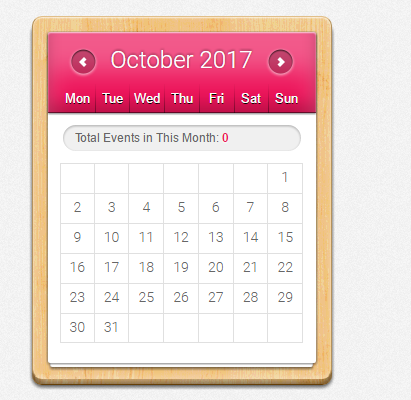 October 2017
Mon Tue Wed Thu Fri Sat Sun
Total Events in This Month: 0
1
2 3 4 5 6 7 8
9 10 11 12 13 14 15
16 17 18 19 20 21 22
23 24 25 26 27 28 29
30 31